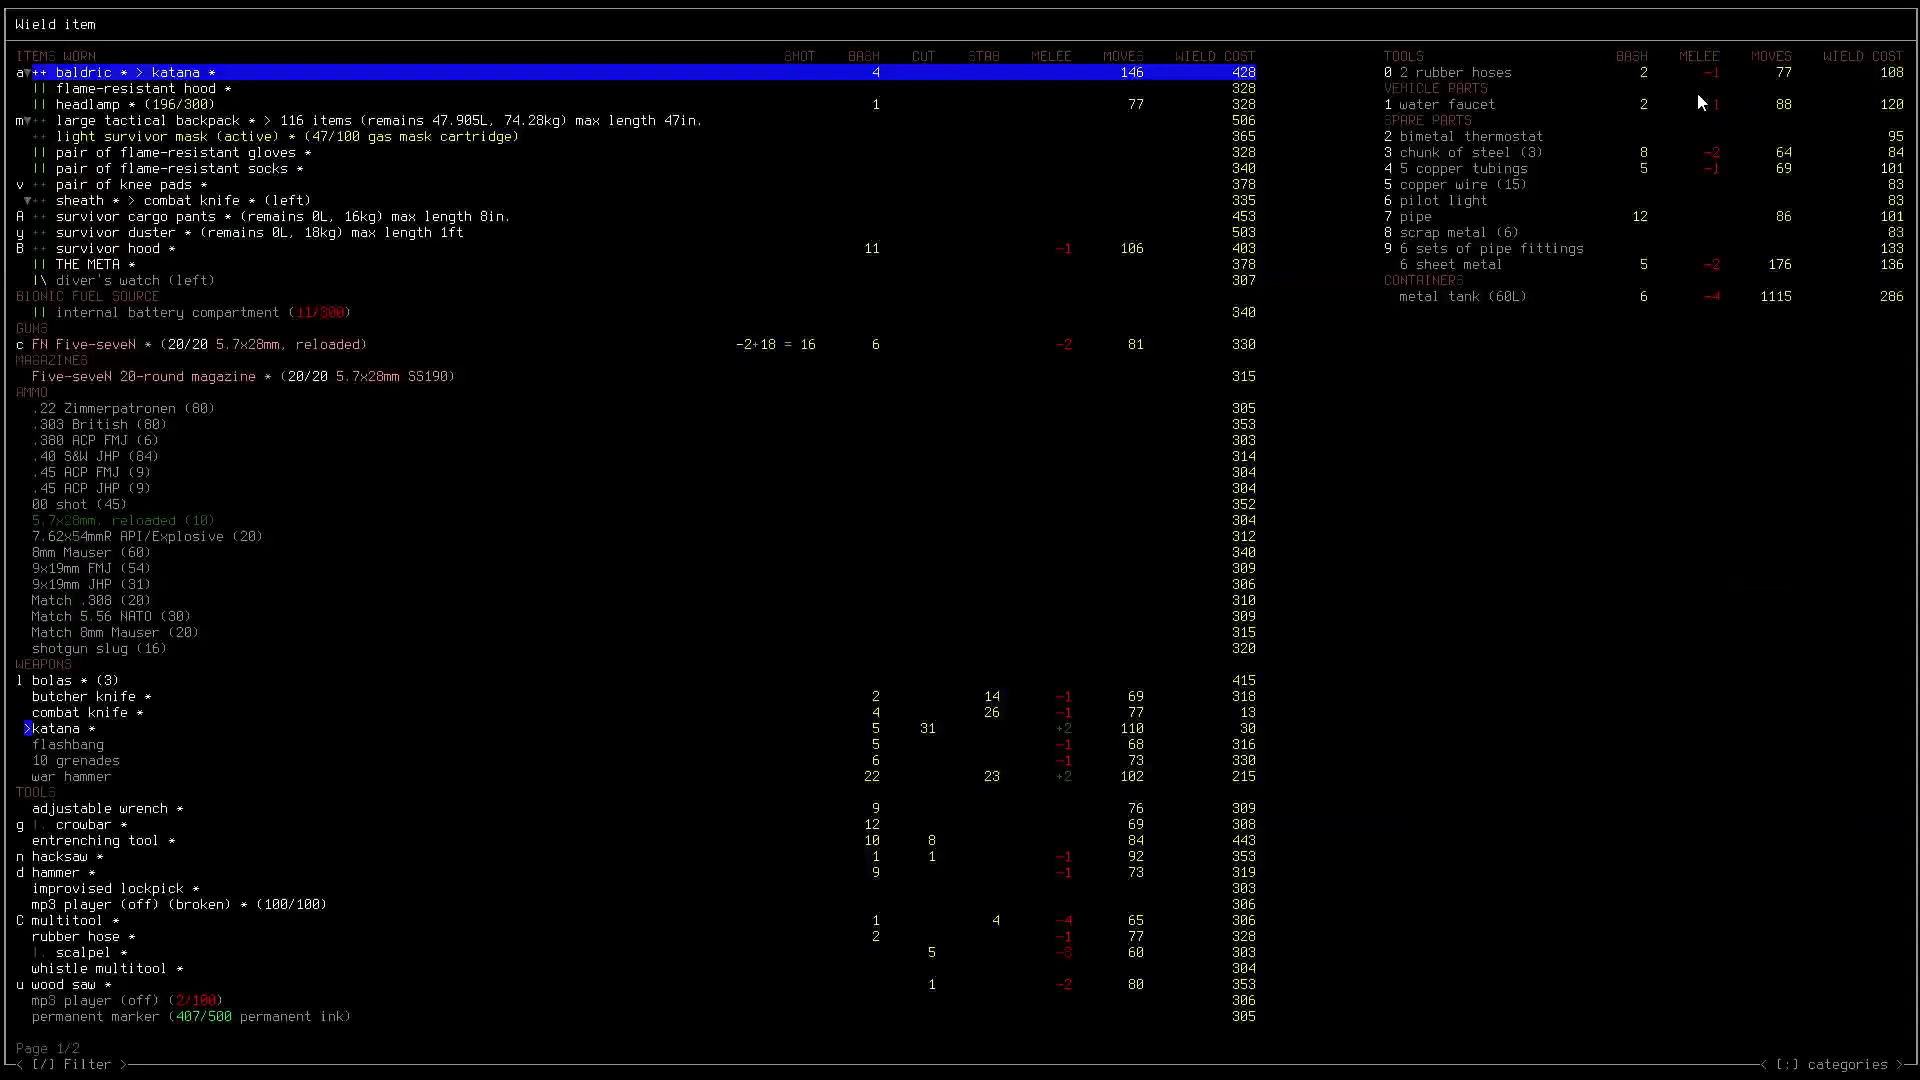 Wield item
ITEMS WORN SHOT BASH CUT STAB MELEE MOVES WIELD COST
a▼++ baldric * > katana * 4 146 428
|| flame-resistant hood * 328
|| headlamp * (196/300) 1 77 328
m▼++ large tactical backpack * > 116 items (remains 47.905L, 74.28kg) max length 47in. 506
++ light survivor mask (active) * (47/100 gas mask cartridge) 365
|| pair of flame-resistant gloves * 328
|| pair of flame-resistant socks * 340
v ++ pair of knee pads * 378
▼++ sheath * > combat knife * (left) 335
A ++ survivor cargo pants * (remains 0L, 16kg) max length 8in. 453
y ++ survivor duster * (remains 0L, 18kg) max length 1ft 503
B ++ survivor hood * 11 -1 106 403
|| THE META * 378
|\ diver's watch (left) 307
BIONIC FUEL SOURCE
|| internal battery compartment (11/300) 340
GUNS
c FN Five-seveN * (20/20 5.7x28mm, reloaded) -2+18 = 16 6 -2 81 330
MAGAZINES
Five-seveN 20-round magazine * (20/20 5.7x28mm SS190) 315
AMMO
.22 Zimmerpatronen (80) 305
.303 British (80) 353
.380 ACP FMJ (6) 303
.40 S&W JHP (84) 314
.45 ACP FMJ (9) 304
.45 ACP JHP (9) 304
00 shot (45) 352
5.7x28mm, reloaded (10) 304
7.62x54mmR API/Explosive (20) 312
8mm Mauser (60) 340
9x19mm FMJ (54) 309
9x19mm JHP (31) 306
Match .308 (20) 310
Match 5.56 NATO (30) 309
Match 8mm Mauser (20) 315
shotgun slug (16) 320
WEAPONS
l bolas * (3) 415
butcher knife * 2 14 -1 69 318
combat knife * 4 26 -1 77 13
>katana * 5 31 +2 110 30
flashbang 5 -1 68 316
10 grenades 6 -1 73 330
war hammer 22 23 +2 102 215
TOOLS
adjustable wrench * 9 76 309
g |. crowbar * 12 69 308
entrenching tool * 10 8 84 443
n hacksaw * 1 1 -1 92 353
d hammer * 9 -1 73 319
improvised lockpick * 303
mp3 player (off) (broken) * (100/100) 306
C multitool * 1 4 -4 65 306
rubber hose * 2 -1 77 328
|. scalpel * 5 -8 60 303
whistle multitool * 304
u wood saw * 1 -2 80 353
mp3 player (off) (2/100) 306
permanent marker (407/500 permanent ink) 305
TOOLS BASH MELEE MOVES WIELD COST
0 2 rubber hoses 2 -1 77 108
VEHICLE PARTS
1 water faucet 2 1 88 120
SPARE PARTS
2 bimetal thermostat 95
3 chunk of steel (3) 8 -2 64 84
4 5 copper tubings 5 -1 69 101
5 copper wire (15) 83
6 pilot light 83
7 pipe 12 86 101
8 scrap metal (6) 83
9 6 sets of pipe fittings 133
6 sheet metal 5 -2 176 136
CONTAINERS
metal tank (60L) 6 -4 1115 286
Page 1/2
< [/] Filter >
< [;] categories >